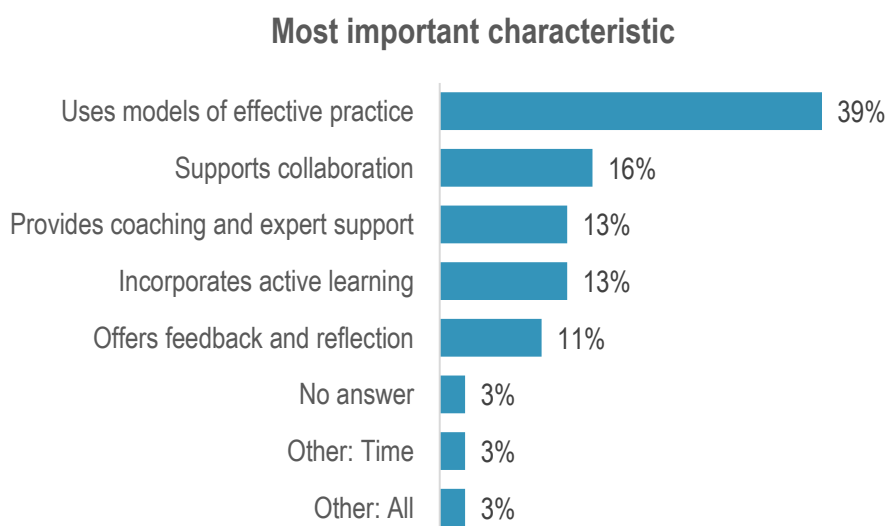 Most important characteristic
Uses models of effective practice 39%
Supports collaboration 16%
Provides coaching and expert support 13%
Incorporates active learning 13%
Offers feedback and reflection 11%
No answer 3%
Other: Time 3%
Other: All 3%